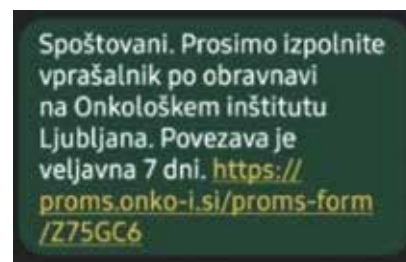 Spoštovani. Prosimo izpolnite
vprašalnik po obravnavi
na Onkološkem inštitutu
Ljubljana. Povezava je
veljavna 7 dni. https://
proms.onko-i.si/proms-form
/Z75GC6